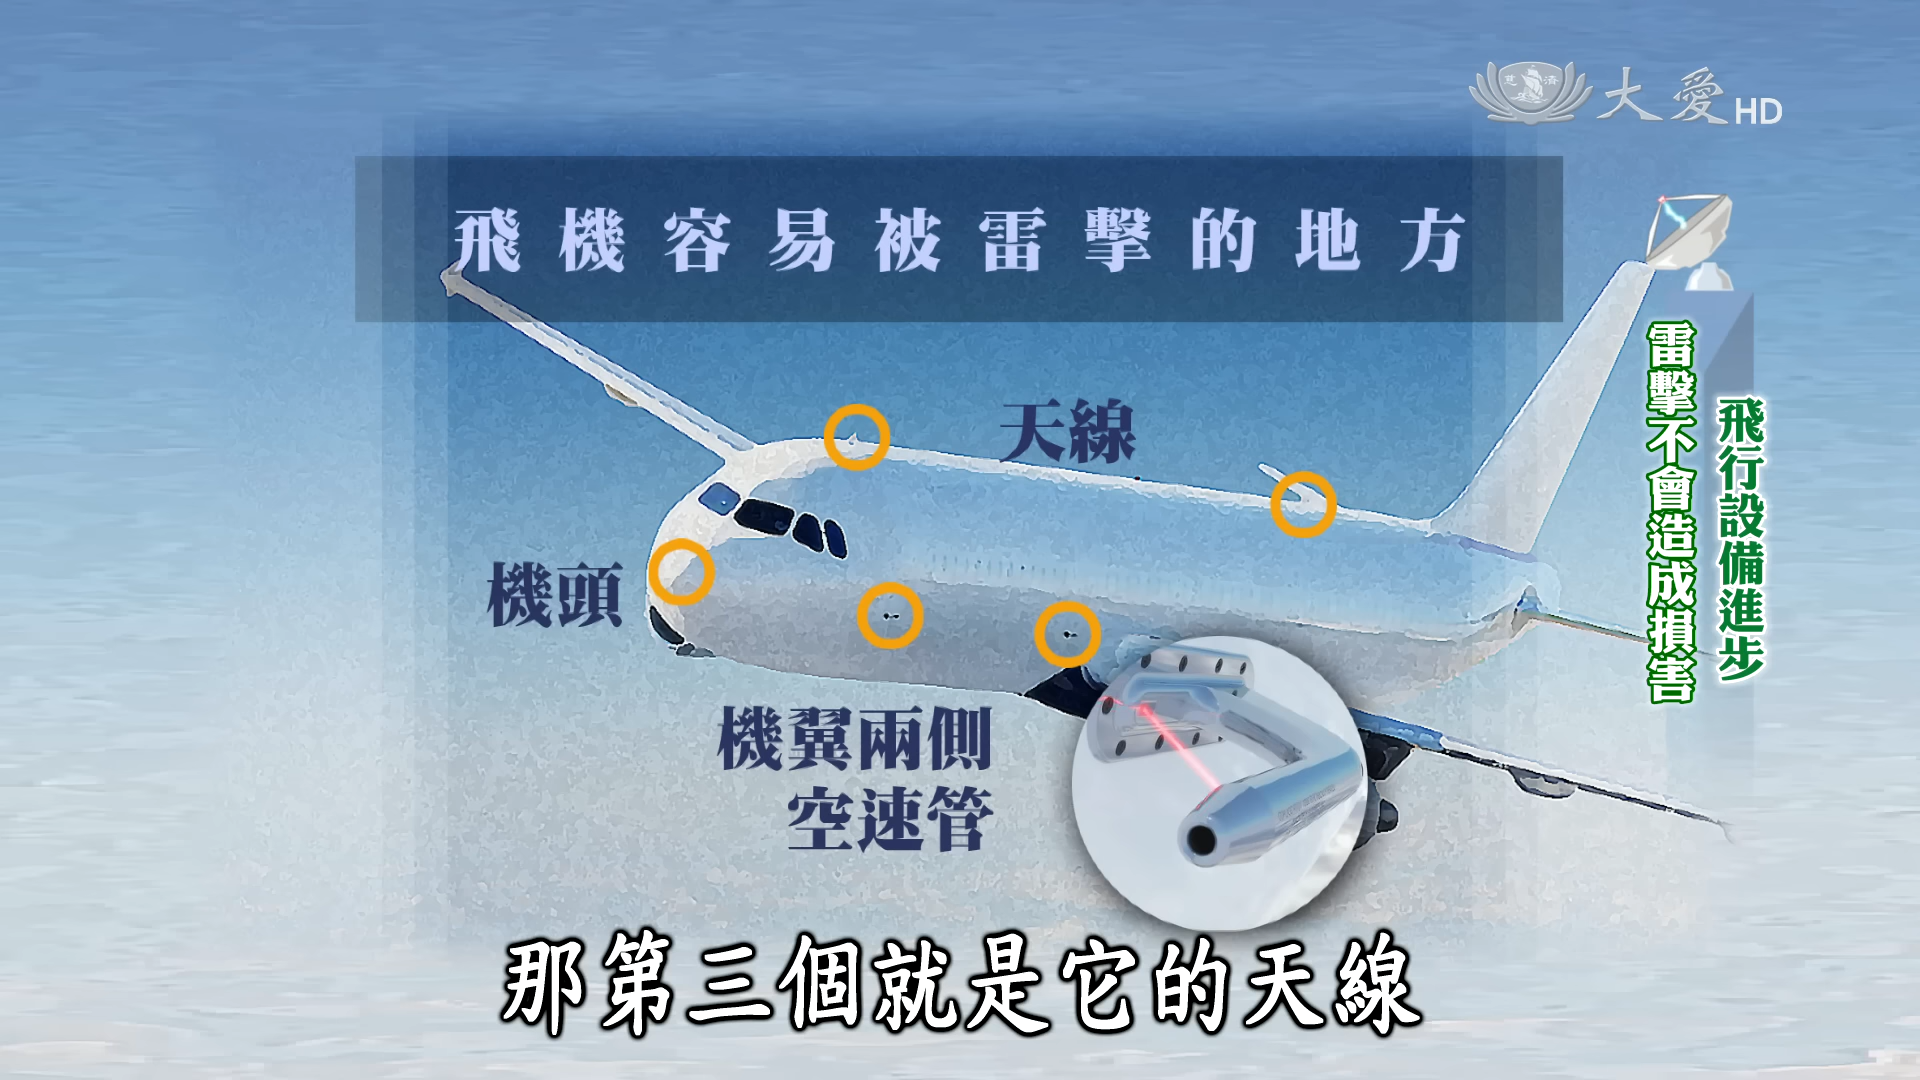 大愛HD
飛機容易被雷擊的地方
飛行設備進步
雷擊不會造成損害
天線
機頭
機翼兩側
空速管
那第三個就是它的天線